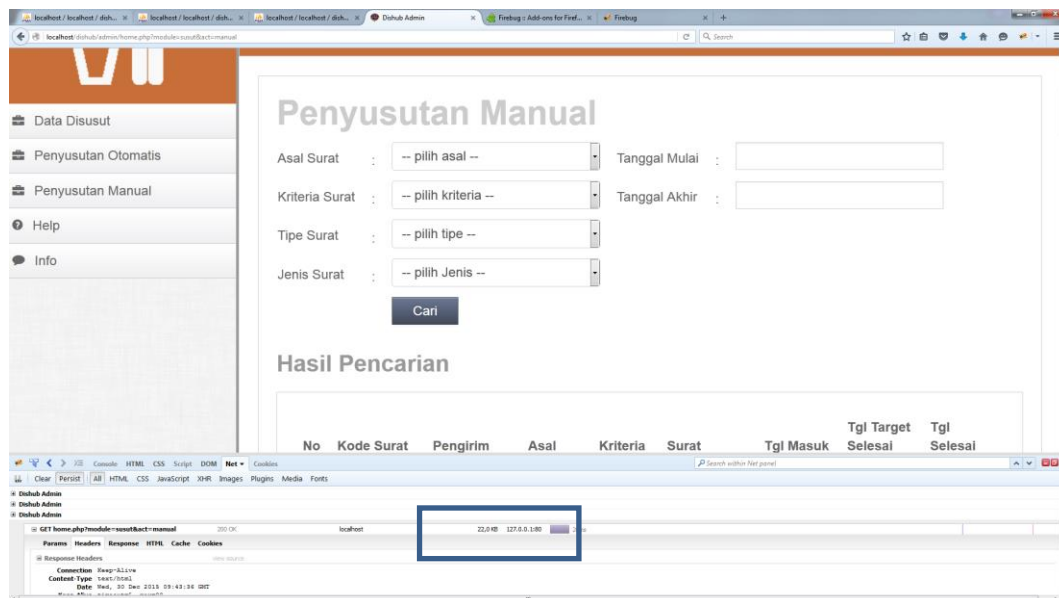 localhost / localhost / dish... localhost / localhost / dish... localhost / localhost / dish... Dishub Admin Firebug :: Add-ons for Firef... Firebug
localhost/dishub/admin/home.php?module=susut&act=manual Search
Data Disusut
Penyusutan Otomatis
Penyusutan Manual
Help
Info
Penyusutan Manual
Asal Surat : -- pilih asal -- Tanggal Mulai :
Kriteria Surat : -- pilih kriteria -- Tanggal Akhir :
Tipe Surat : -- pilih tipe --
Jenis Surat : -- pilih Jenis --
Cari
Hasil Pencarian
No Kode Surat Pengirim Asal Kriteria Surat Tgl Masuk Tgl Target Selesai Tgl Selesai
Console HTML CSS Script DOM Net Cookies Search within Net panel
Clear Persist All HTML CSS JavaScript XHR Images Plugins Media Fonts
Dishub Admin
Dishub Admin
Dishub Admin
GET home.php?module=susut&act=manual 200 OK localhost 22,0 KB 127.0.0.1:80
Params Headers Response HTML Cache Cookies
Response Headers view source
Connection Keep-Alive
Content-Type text/html
Date Wed, 30 Dec 2015 09:43:36 GMT